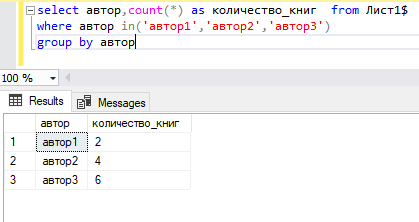 select автор,count(*) as количество_книг from Лист1$
where автор in('автор1','автор2','автор3')
group by автор
100 %
Results Messages
автор количество_книг
1 автор1 2
2 автор2 4
3 автор3 6